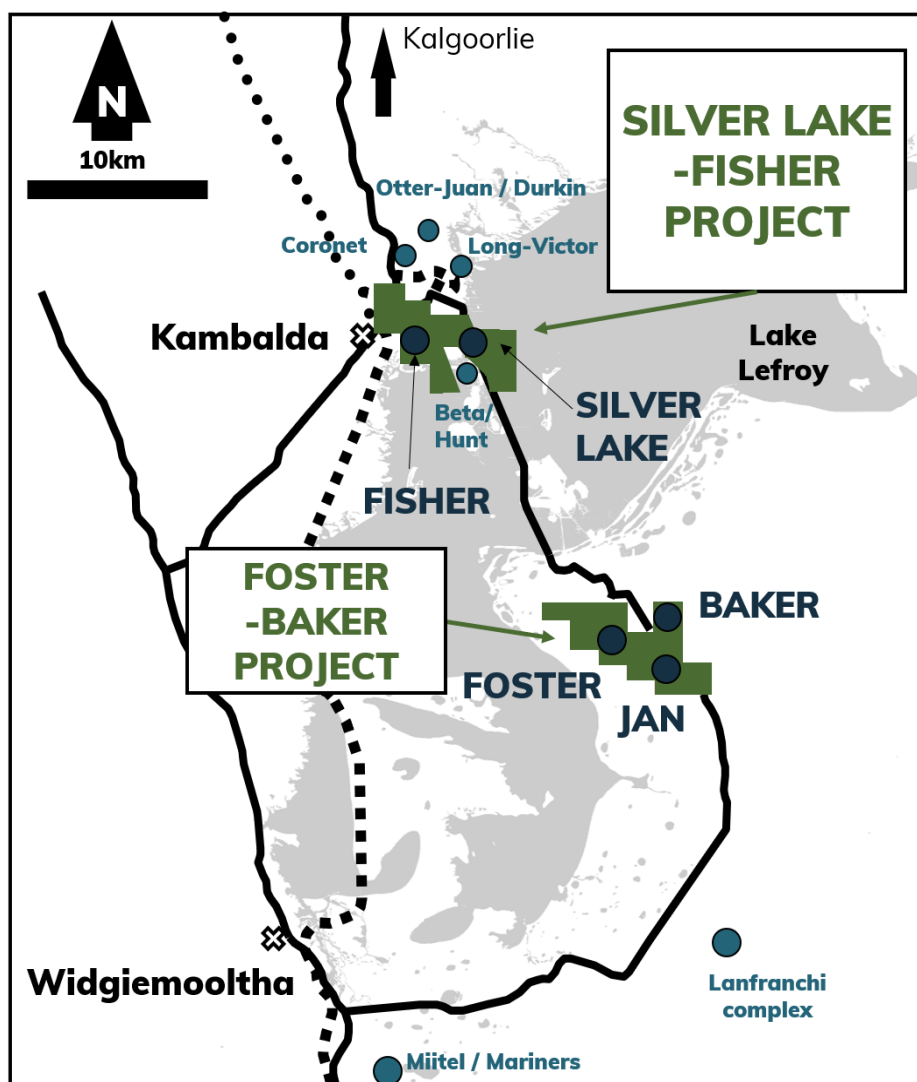 Kalgoorlie
N
10km
SILVER LAKE
-FISHER
PROJECT
Otter-Juan / Durkin
Coronet
Long-Victor
Kambalda
Lake
Lefroy
Beta/
Hunt
SILVER
LAKE
FISHER
FOSTER
-BAKER
PROJECT
BAKER
FOSTER
JAN
Widgiemooltha
Lanfranchi
complex
Miitel / Mariners